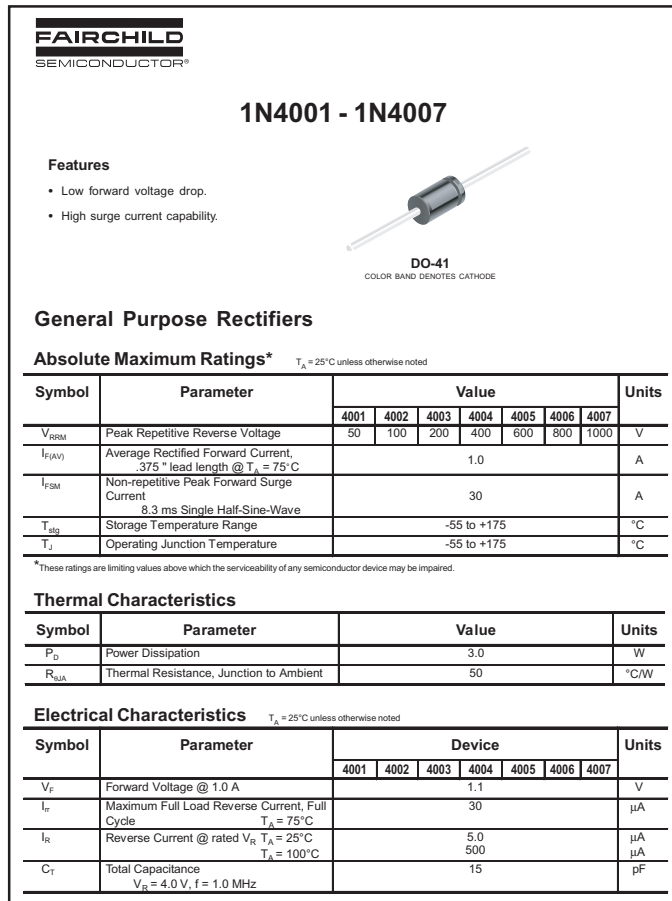 FAIRCHILD
SEMICONDUCTOR®
1N4001 - 1N4007
Features
• Low forward voltage drop.
• High surge current capability.
DO-41
COLOR BAND DENOTES CATHODE
General Purpose Rectifiers
Absolute Maximum Ratings* TA = 25°C unless otherwise noted
Symbol Parameter Value Units
4001 4002 4003 4004 4005 4006 4007
VRRM Peak Repetitive Reverse Voltage 50 100 200 400 600 800 1000 V
IF(AV) Average Rectified Forward Current,
.375 " lead length @ TA = 75°C 1.0 A
IFSM Non-repetitive Peak Forward Surge
Current
8.3 ms Single Half-Sine-Wave 30 A
Tstg Storage Temperature Range -55 to +175 °C
TJ Operating Junction Temperature -55 to +175 °C
*These ratings are limiting values above which the serviceability of any semiconductor device may be impaired.
Thermal Characteristics
Symbol Parameter Value Units
PD Power Dissipation 3.0 W
RθJA Thermal Resistance, Junction to Ambient 50 °C/W
Electrical Characteristics TA = 25°C unless otherwise noted
Symbol Parameter Device Units
4001 4002 4003 4004 4005 4006 4007
VF Forward Voltage @ 1.0 A 1.1 V
Irr Maximum Full Load Reverse Current, Full
Cycle TA = 75°C 30 µA
IR Reverse Current @ rated VR TA = 25°C 5.0 µA
TA = 100°C 500 µA
CT Total Capacitance
VR = 4.0 V, f = 1.0 MHz 15 pF